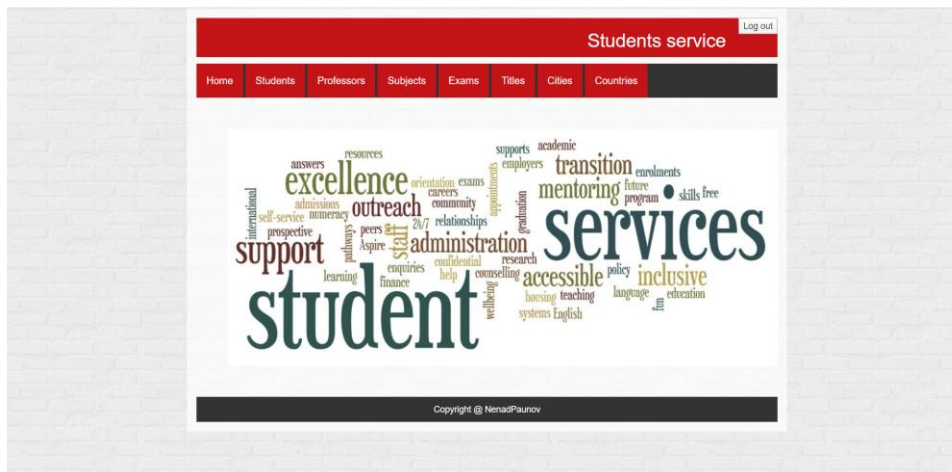 Log out
Students service
Home Students Professors Subjects Exams Titles Cities Countries
supports academic
resources
answers
employers
transition
enrolments
excellence
orientation exams
appointments
mentoring
future
skills free
careers
program
international
admissions
outreach
community
graduation
services
self-service
numeracy
24/7
relationships
prospective
pathways
peers
staff
support
Aspire
administration
confidential
research
enquiries
help
counselling
accessible
policy
inclusive
learning
finance
wellbeing
housing
teaching
language
education
student
systems
English
fun
Copyright @ NenadPaunov